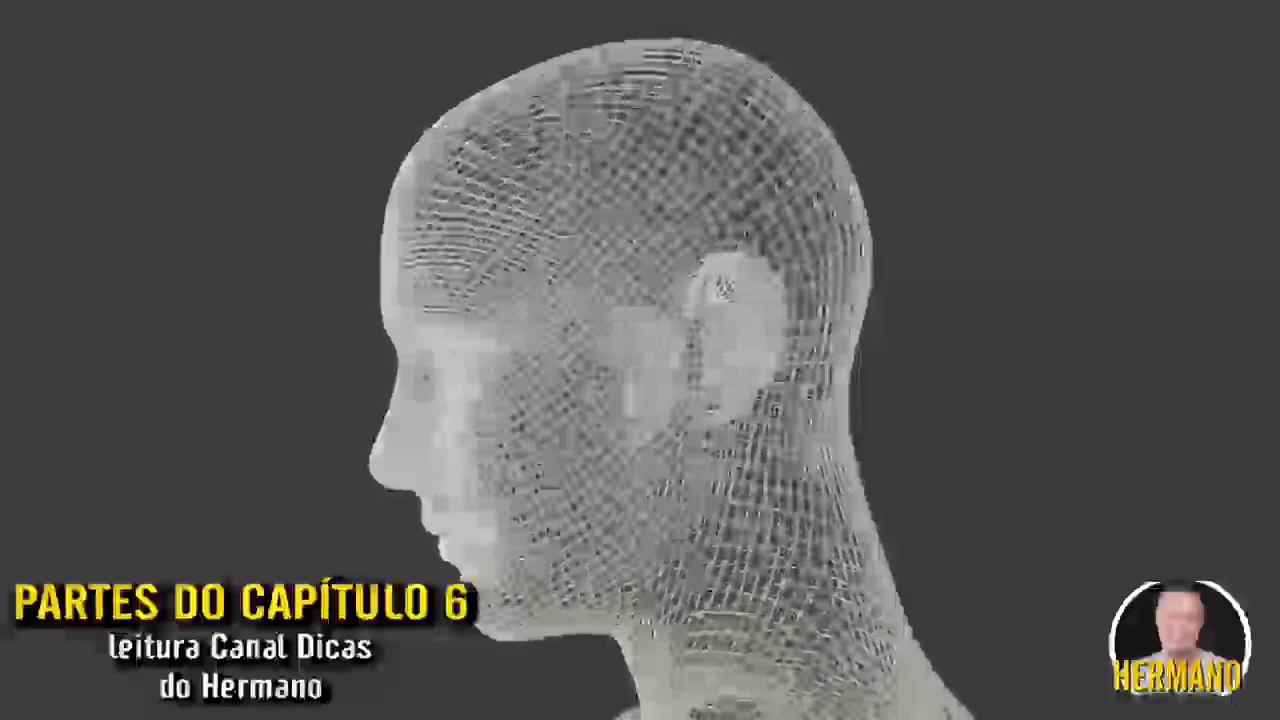 PARTES DO CAPÍTULO 6
leitura Canal Dicas
do Hermano
HERMANO